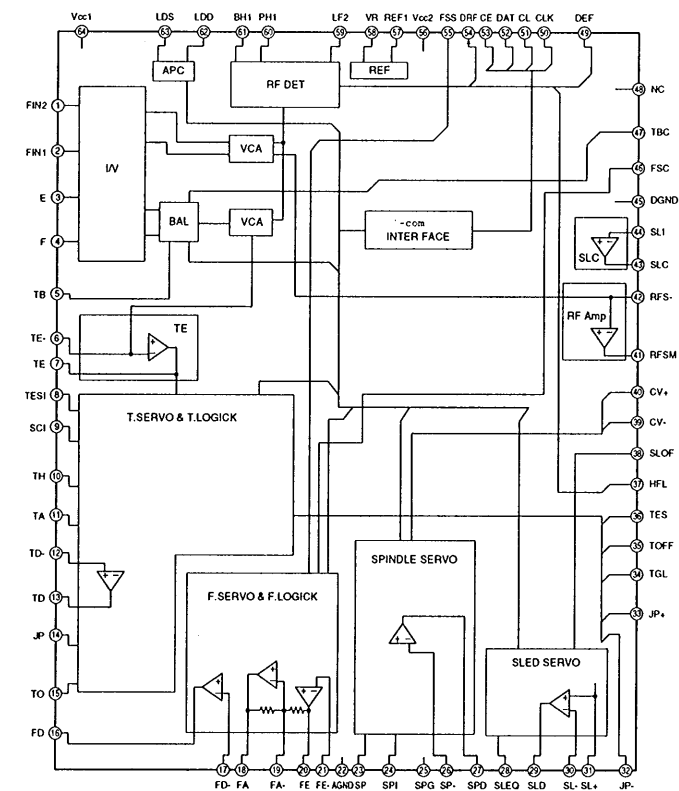 Vcc1 LDS LDD BH1 PH1 LF2 VR REF1 Vcc2 FSS DRF CE DAT CL CLK DEF
64 63 62 61 60 59 58 57 56 55 54 53 52 51 50 49
APC
RF DET
REF
FIN2 1
48 NC
47 TBC
FIN1 2
I/V
VCA
46 FSC
E 3
45 DGND
BAL
VCA
-com
INTER FACE
44 SL1
F 4
SLC
43 SLC
TB 5
42 RFS-
RF Amp
TE
TE- 6
41 RFSM
TE 7
TESI 8
40 CV+
T.SERVO & T.LOGICK
SCI 9
39 CV-
38 SLOF
TH 10
37 HFL
TA 11
36 TES
TD- 12
35 TOFF
SPINDLE SERVO
34 TGL
TD 13
F.SERVO & F.LOGICK
33 JP+
JP 14
SLED SERVO
TO 15
FD 16
17 18 19 20 21 22 23 24 25 26 27 28 29 30 31 32
FD- FA FA- FE FE- AGND SP SPI SPG SP- SPD SLEQ SLD SL- SL+ JP-